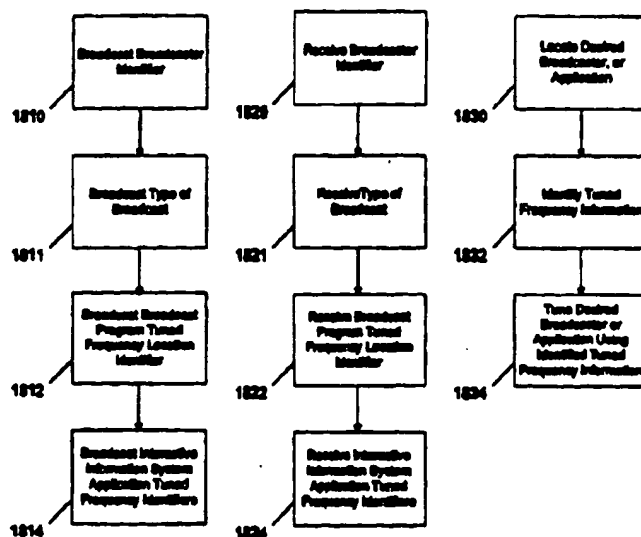 Broadcast Broadcaster
Identifier
1810
Broadcast Type of
Broadcast
1811
Broadcast Broadcast
Program Tuned
Frequency Location
Identifier
1812
Broadcast Interactive
Information System
Application Tuned
Frequency Identifiers
1814
Receive Broadcaster
Identifier
Receive Type of
Broadcast
1821
Receive Broadcast
Program Tuned
Frequency Location
Identifier
1822
Receive Interactive
Information System
Application Tuned
Frequency Identifiers
1824
Locate Desired
Broadcaster, or
Application
1830
Identify Tuned
Frequency Information
1832
Tune Desired
Broadcaster or
Application Using
Identified Tuned
Frequency Information
1834